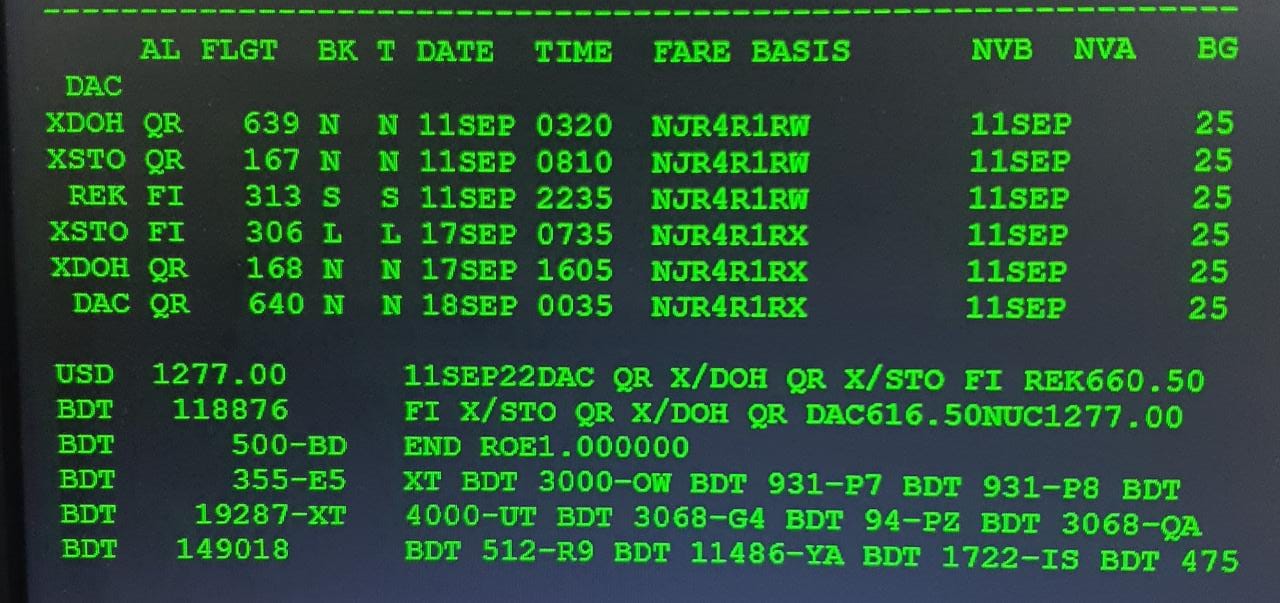 AL FLGT BK T DATE TIME FARE BASIS NVB NVA BG
DAC
XDOH QR 639 N N 11SEP 0320 NJR4R1RW 11SEP 25
XSTO QR 167 N N 11SEP 0810 NJR4R1RW 11SEP 25
REK FI 313 S S 11SEP 2235 NJR4R1RW 11SEP 25
XSTO FI 306 L L 17SEP 0735 NJR4R1RX 11SEP 25
XDOH QR 168 N N 17SEP 1605 NJR4R1RX 11SEP 25
DAC QR 640 N N 18SEP 0035 NJR4R1RX 11SEP 25
USD 1277.00 11SEP22DAC QR X/DOH QR X/STO FI REK660.50
BDT 118876 FI X/STO QR X/DOH QR DAC616.50NUC1277.00
BDT 500-BD END ROE1.000000
BDT 355-E5 XT BDT 3000-OW BDT 931-P7 BDT 931-P8 BDT
BDT 19287-XT 4000-UT BDT 3068-G4 BDT 94-PZ BDT 3068-QA
BDT 149018 BDT 512-R9 BDT 11486-YA BDT 1722-IS BDT 475